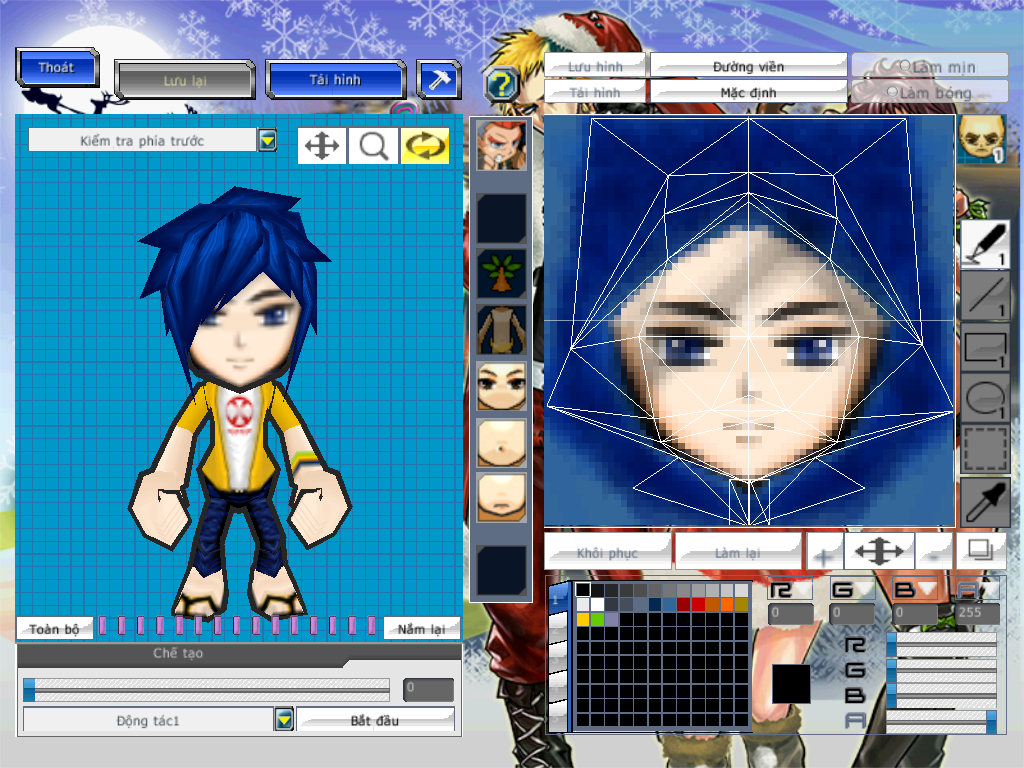 Thoát
Lưu lại
Tải hình
Lưu hình
Đường viền
Làm mịn
Tải hình
Mặc định
Làm bóng
Kiểm tra phía trước
?
1
1
1
1
1
Khôi phục
Làm lại
+
-
R
G
B
A
0
0
0
255
R
G
B
A
Toàn bộ
Nắm lại
Chế tạo
0
Động tác1
Bắt đầu